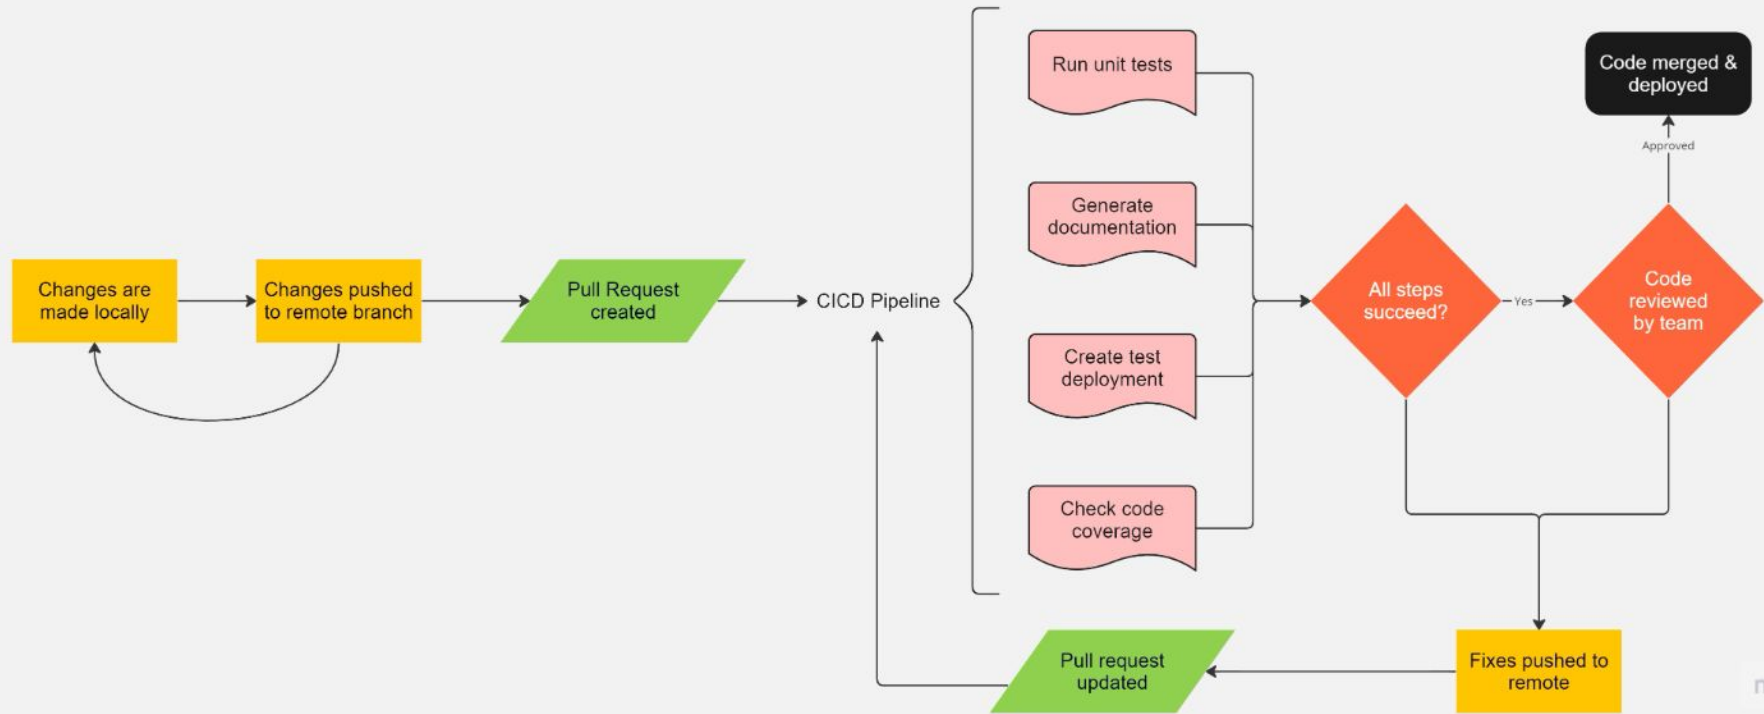 Changes are
made locally
Changes pushed
to remote branch
Pull Request
created
CICD Pipeline
Run unit tests
Generate
documentation
Create test
deployment
Check code
coverage
All steps
succeed?
Yes
Code
reviewed
by team
Approved
Code merged &
deployed
Fixes pushed to
remote
Pull request
updated